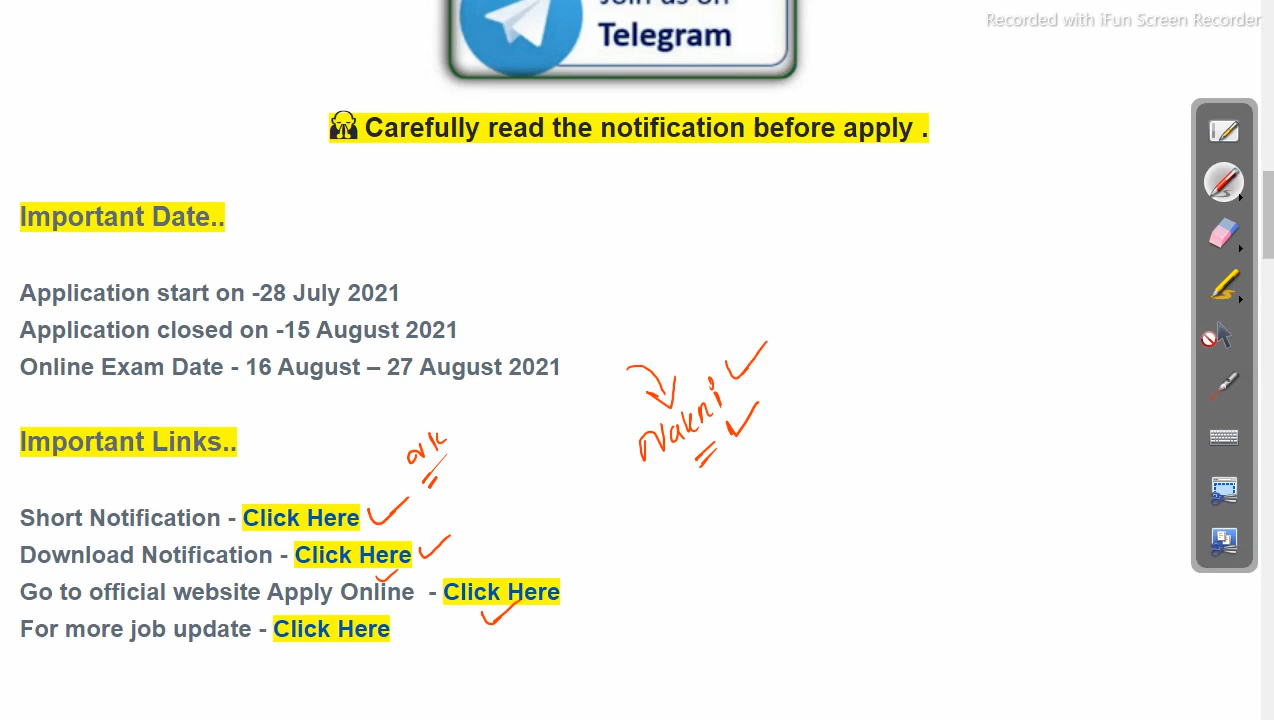 Join us on
Telegram
Recorded with iFun Screen Recorder
Carefully read the notification before apply .
Important Date..
Application start on -28 July 2021
Application closed on -15 August 2021
Online Exam Date - 16 August – 27 August 2021
Important Links..
Short Notification - Click Here
Download Notification - Click Here
Go to official website Apply Online - Click Here
For more job update - Click Here